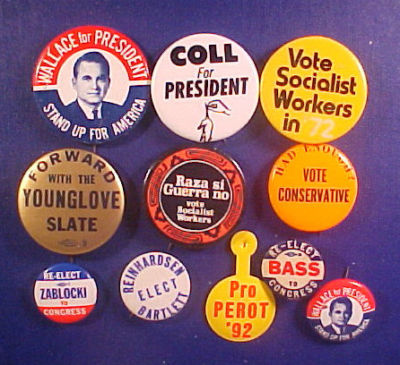 WALLACE for PRESIDENT
STAND UP FOR AMERICA
COLL
For
PRESIDENT
Vote
Socialist
Workers
in '72
FORWARD
WITH THE
YOUNGLOVE
SLATE
Raza si
Guerra no
vote
Socialist
Workers
HAD ENOUGH?
VOTE
CONSERVATIVE
RE-ELECT
ZABLOCKI
TO
CONGRESS
REINHARDSEN
ELECT
BARTLETT
Pro
PEROT
'92
RE-ELECT
BASS
TO
CONGRESS
WALLACE for PRESIDENT
STAND UP FOR AMERICA